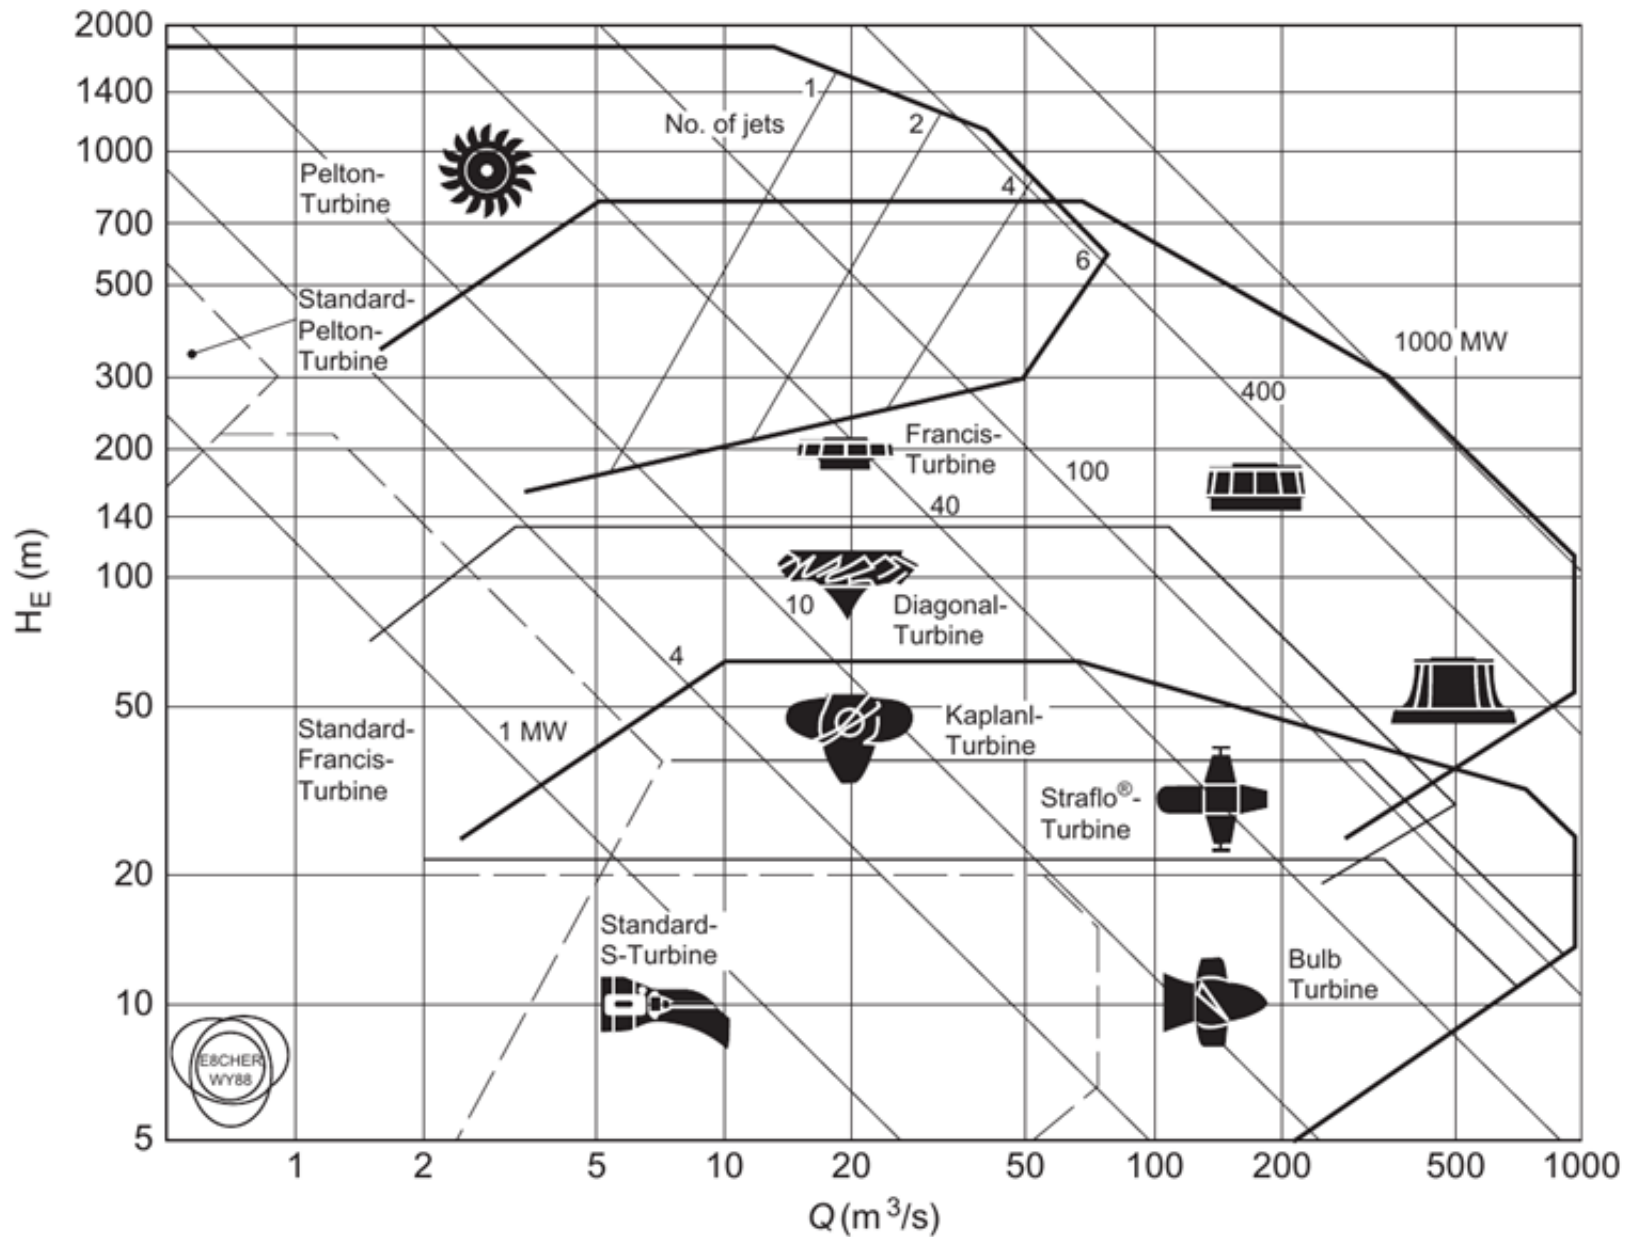 2000
1400
1000
700
500
300
200
140
100
50
20
10
5
H_E (m)
1
2
5
10
20
50
100
200
500
1000
Q (m³/s)
No. of jets
1
2
4
6
Pelton-
Turbine
Standard-
Pelton-
Turbine
1000 MW
400
100
40
10
4
1 MW
Francis-
Turbine
Diagonal-
Turbine
Kaplanl-
Turbine
Standard-
Francis-
Turbine
Straflo®-
Turbine
Standard-
S-Turbine
Bulb
Turbine
E8CHER
WY88